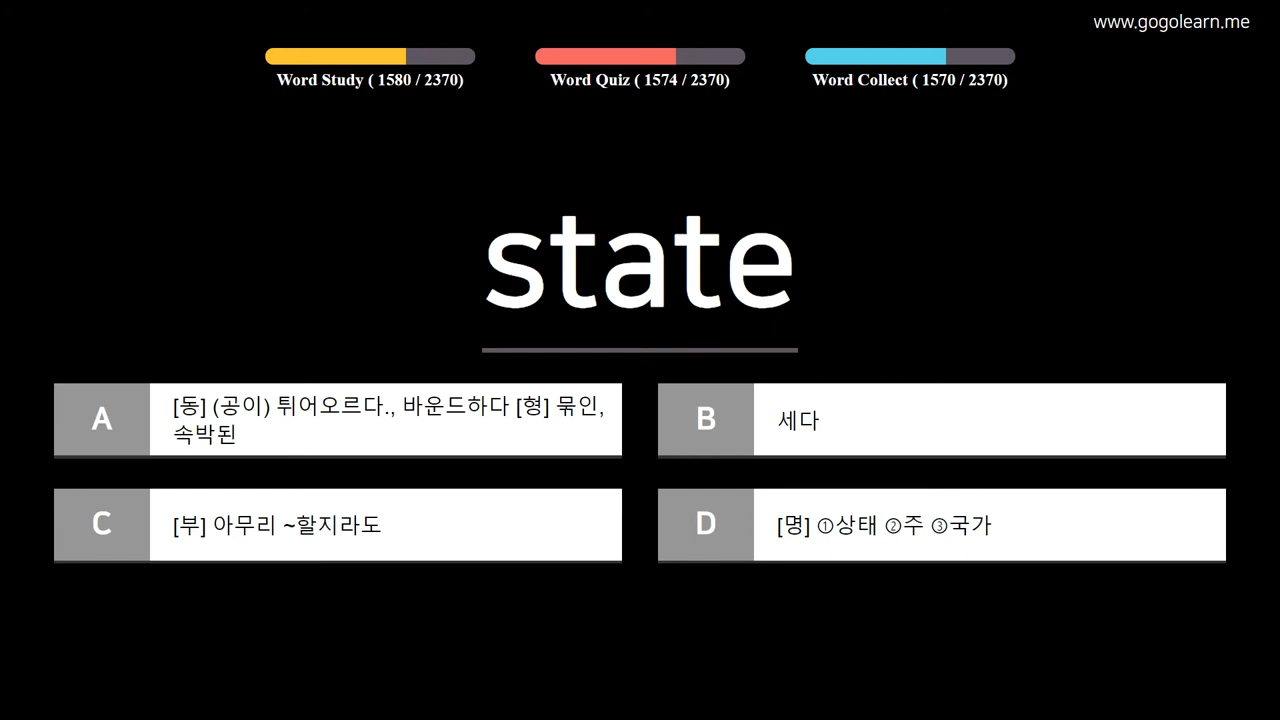 www.gogolearn.me
Word Study ( 1580 / 2370)
Word Quiz ( 1574 / 2370)
Word Collect ( 1570 / 2370)
state
A
[동] (공이) 튀어오르다., 바운드하다 [형] 묶인,
속박된
B
세다
C
[부] 아무리 ~할지라도
D
[명] ①상태 ②주 ③국가